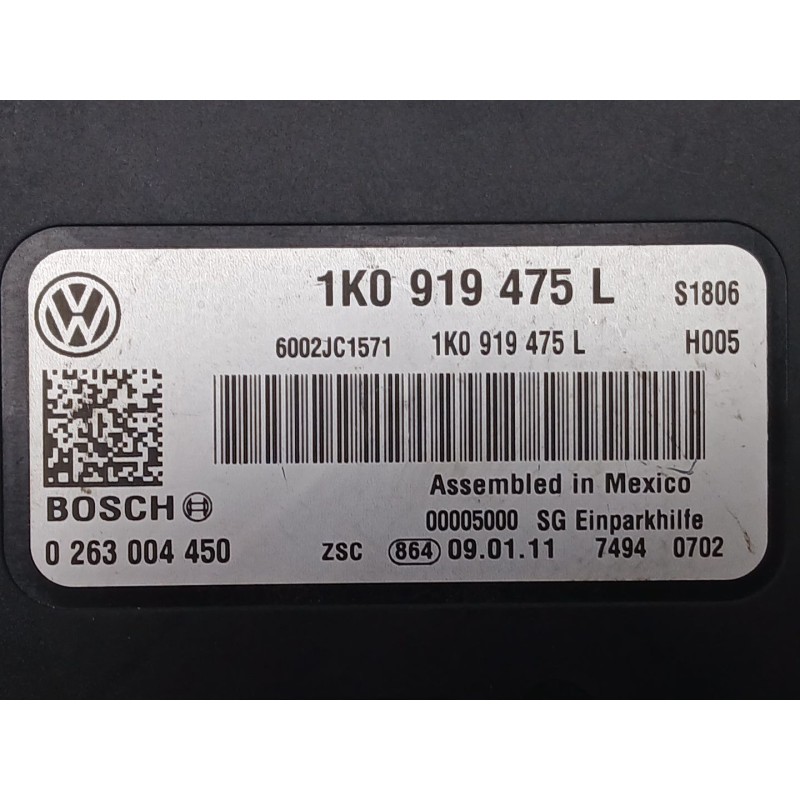 1K0 919 475 L S1806
6002JC1571 1K0 919 475 L H005
Assembled in Mexico
BOSCH 00005000 SG Einparkhilfe
0 263 004 450 ZSC 864 09.01.11 7494 0702